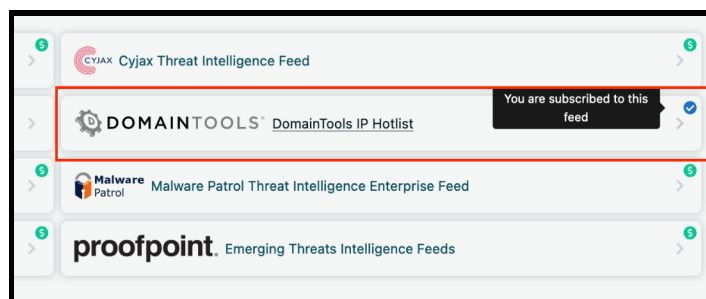 $ $
CYJAX Cyjax Threat Intelligence Feed
You are subscribed to this
feed
DOMAINTOOLS® DomainTools IP Hotlist
$ $
Malware
Patrol Malware Patrol Threat Intelligence Enterprise Feed
$ $
proofpoint. Emerging Threats Intelligence Feeds